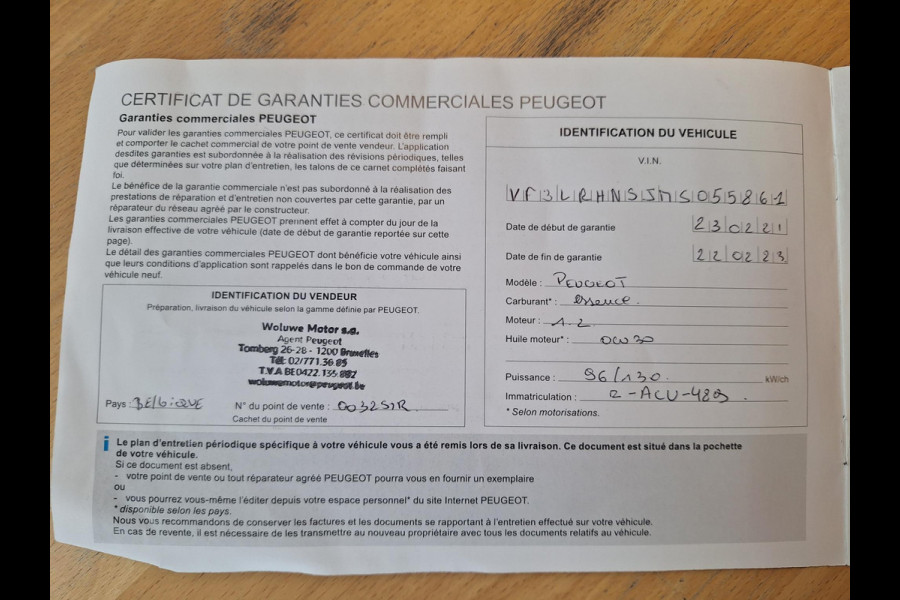 CERTIFICAT DE GARANTIES COMMERCIALES PEUGEOT
Garanties commerciales PEUGEOT
Pour valider les garanties commerciales PEUGEOT, ce certificat doit être rempli
et comporter le cachet commercial de votre point de vente vendeur. L'application
desdites garanties est subordonnée à la réalisation des révisions périodiques, telles
que déterminées sur votre plan d'entretien, les talons de ce carnet complétés faisant
foi.
Le bénéfice de la garantie commerciale n'est pas subordonné à la réalisation des
prestations de réparation et d'entretien non couvertes par cette garantie, par un
réparateur du réseau agréé par le constructeur.
Les garanties commerciales PEUGEOT prennent effet à compter du jour de la
livraison effective de votre véhicule (date de début de garantie reportée sur cette
page).
Le détail des garanties commerciales PEUGEOT dont bénéficie votre véhicule ainsi
que leurs conditions d'application sont rappelés dans le bon de commande de votre
véhicule neuf.
IDENTIFICATION DU VENDEUR
Préparation, livraison du véhicule selon la gamme définie par PEUGEOT.
Woluwe Motor s.a.
Agent Peugeot
Tomberg 26-28 - 1200 Bruxelles
Tél: 02/771.36.85
T.V.A BE0422.135.882
woluwemotor@peugeot.be
Pays : BElGiQUE N° du point de vente :
Cachet du point de vente
IDENTIFICATION DU VEHICULE
V.I.N.
VF3LRHNSJMS055861
Date de début de garantie 230221
Date de fin de garantie 220223
Modèle : PEUGEOT
Carburant* : essence.
Moteur : 1.2
Huile moteur* : 0W30
Puissance : 96/130. kW/ch
Immatriculation : 2-ACU-489.
* Selon motorisations.
Le plan d'entretien périodique spécifique à votre véhicule vous a été remis lors de sa livraison. Ce document est situé dans la pochette
de votre véhicule.
Si ce document est absent,
- votre point de vente ou tout réparateur agréé PEUGEOT pourra vous en fournir un exemplaire
ou
- vous pourrez vous-même l'éditer depuis votre espace personnel* du site Internet PEUGEOT.
* disponible selon les pays.
Nous vous recommandons de conserver les factures et les documents se rapportant à l'entretien effectué sur votre véhicule.
En cas de revente, il est nécessaire de les transmettre au nouveau propriétaire avec tous les documents relatifs au véhicule.